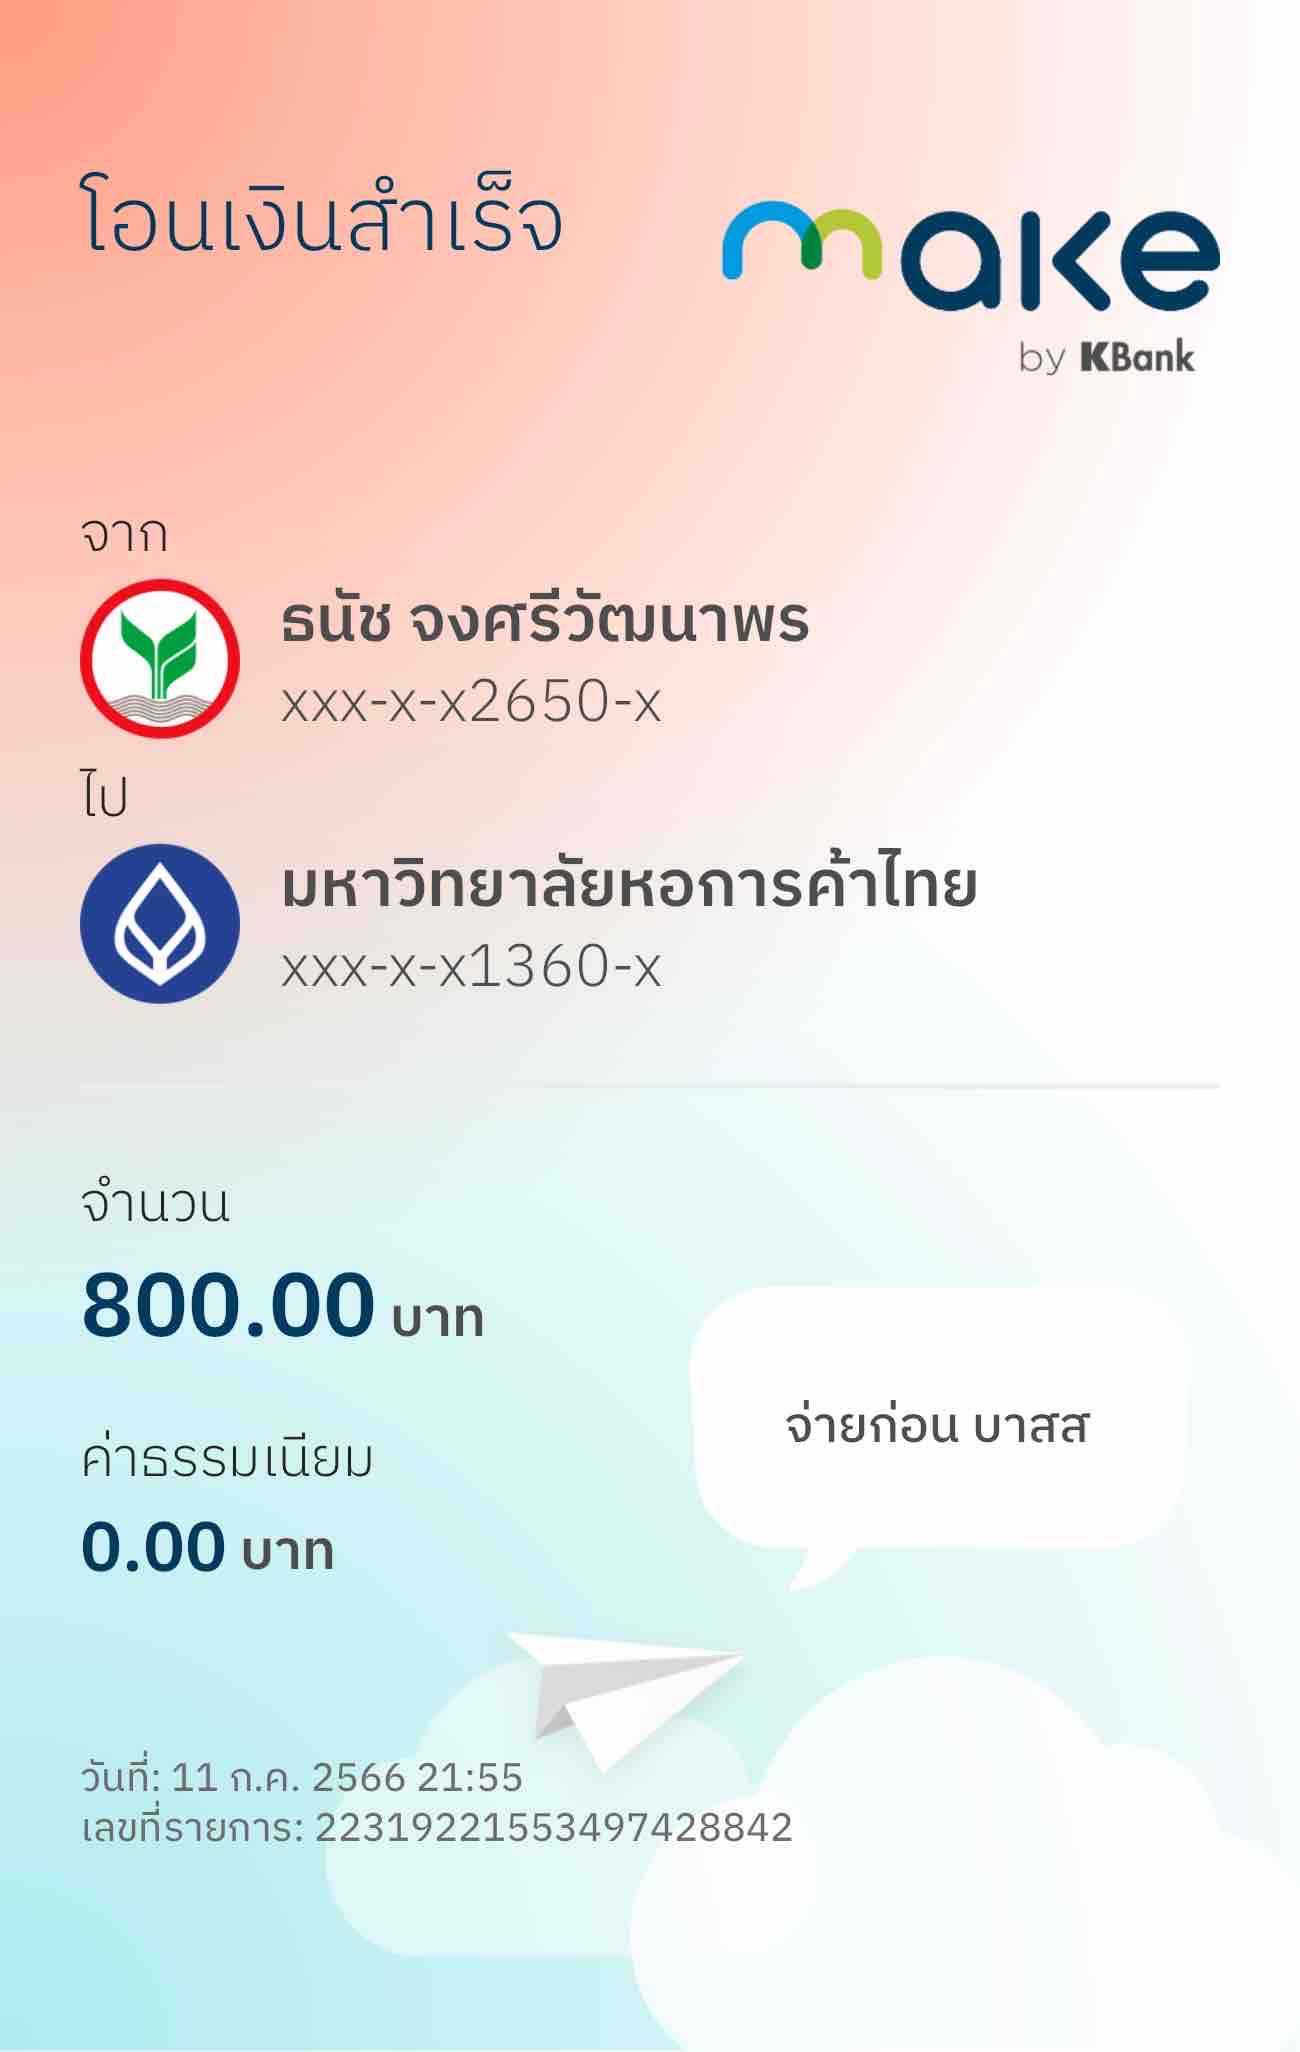 โอนเงินสำเร็จ
make
by KBank
จาก
ธนัช จงศรีวัฒนาพร
xxx-x-x2650-x
ไป
มหาวิทยาลัยหอการค้าไทย
xxx-x-x1360-x
จำนวน
800.00 บาท
จ่ายก่อน บาสส
ค่าธรรมเนียม
0.00 บาท
วันที่: 11 ก.ค. 2566 21:55
เลขที่รายการ: 22319221553497428842